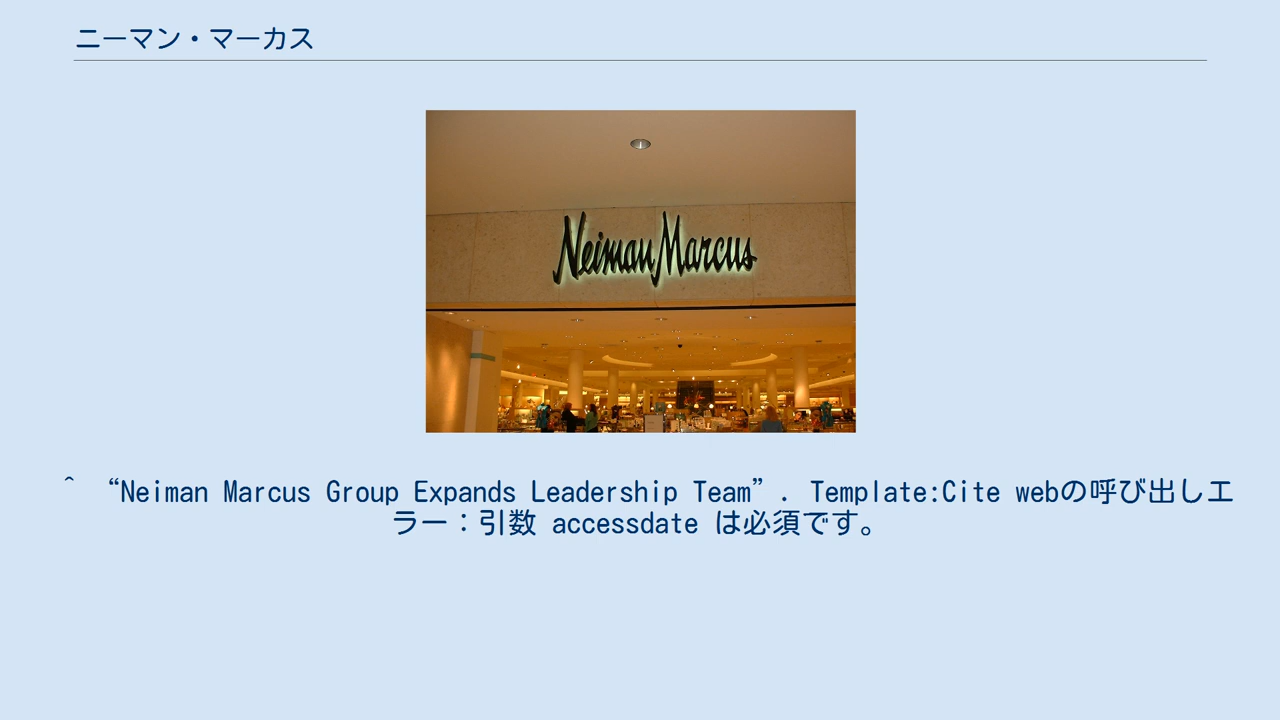 ニーマン・マーカス
Neiman Marcus
^ “Neiman Marcus Group Expands Leadership Team”. Template:Cite webの呼び出しエ
ラー：引数 accessdate は必須です。